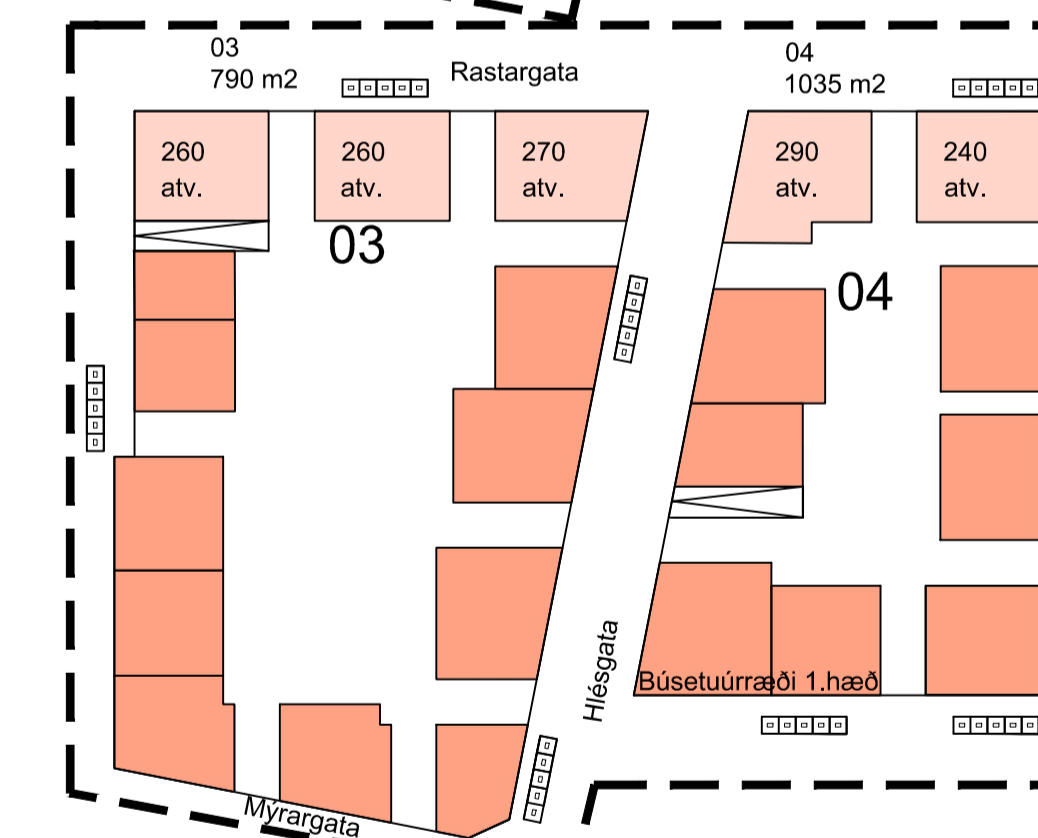 03
790 m2
Rastargata
04
1035 m2
260
atv.
260
atv.
270
atv.
290
atv.
240
atv.
03
04
Hlésgata
Búsetuúrræði 1.hæð
Mýrargata